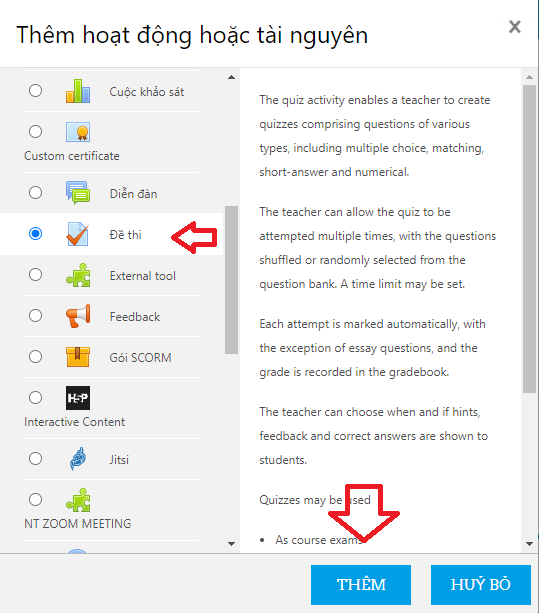 Thêm hoạt động hoặc tài nguyên
×
Cuộc khảo sát
Custom certificate
Diễn đàn
Đề thi
External tool
Feedback
Gói SCORM
H5P
Interactive Content
Jitsi
NT ZOOM MEETING
The quiz activity enables a teacher to create
quizzes comprising questions of various
types, including multiple choice, matching,
short-answer and numerical.
The teacher can allow the quiz to be
attempted multiple times, with the questions
shuffled or randomly selected from the
question bank. A time limit may be set.
Each attempt is marked automatically, with
the exception of essay questions, and the
grade is recorded in the gradebook.
The teacher can choose when and if hints,
feedback and correct answers are shown to
students.
Quizzes may be used
• As course exams
THÊM
HUỶ BỎ